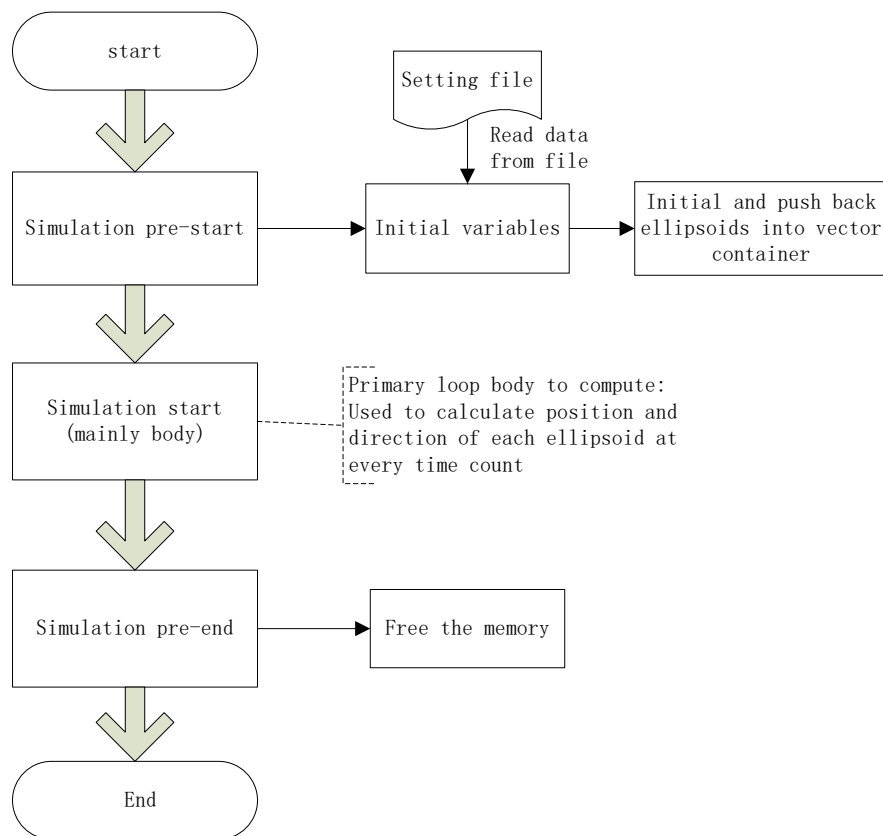 start
Setting file
Read data
from file
Simulation pre-start
Initial variables
Initial and push back
ellipsoids into vector
container
Simulation start
(mainly body)
Primary loop body to compute:
Used to calculate position and
direction of each ellipsoid at
every time count
Simulation pre-end
Free the memory
End